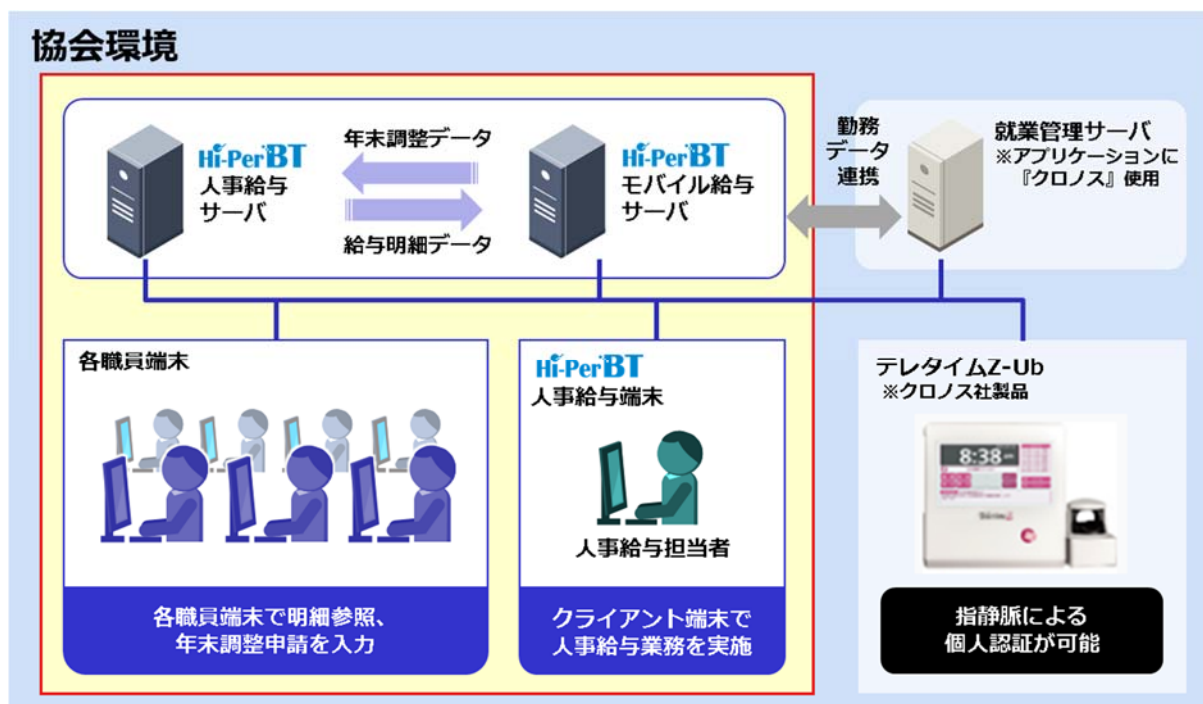 協会環境
Hi-PerBT
人事給与
サーバ
年末調整データ
給与明細データ
Hi-PerBT
モバイル給与
サーバ
勤務
データ
連携
就業管理サーバ
※アプリケーションに
『クロノス』使用
各職員端末
各職員端末で明細参照、
年末調整申請を入力
Hi-PerBT
人事給与端末
人事給与担当者
クライアント端末で
人事給与業務を実施
テレタイムZ-Ub
※クロノス社製品
8:38
指静脈による
個人認証が可能